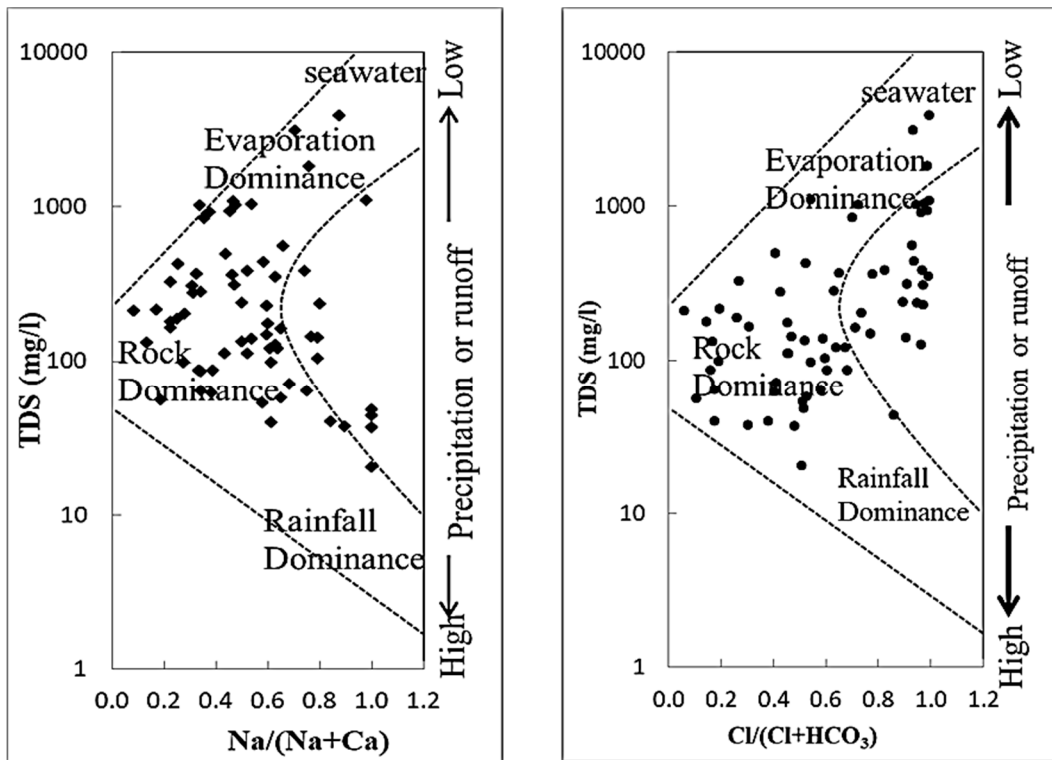 10000
1000
100
10
1
TDS (mg/l)
0.0 0.2 0.4 0.6 0.8 1.0 1.2
Na/(Na+Ca)
seawater
Evaporation
Dominance
Rock
Dominance
Rainfall
Dominance
Low
Precipitation or runoff
High
10000
1000
100
10
1
TDS (mg/l)
0.0 0.2 0.4 0.6 0.8 1.0 1.2
Cl/(Cl+HCO₃)
seawater
Evaporation
Dominance
Rock
Dominance
Rainfall
Dominance
Low
Precipitation or runoff
High